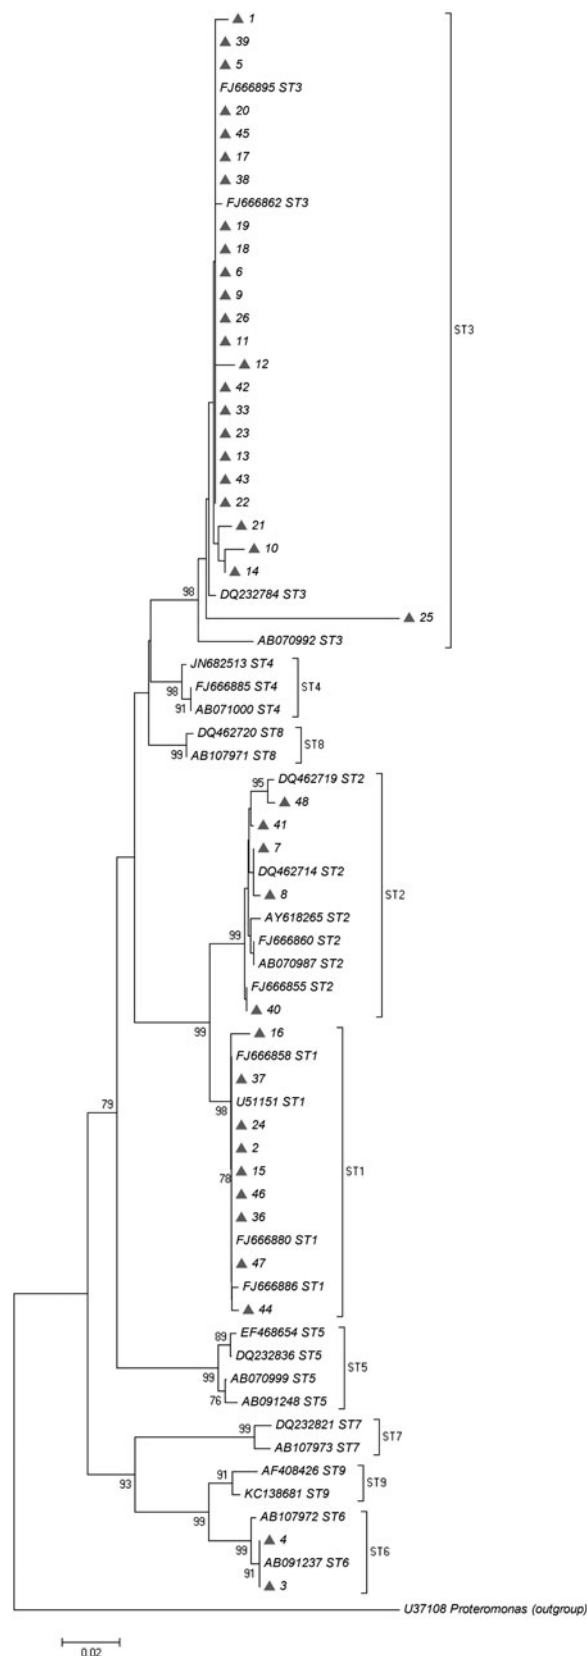 1
39
5
FJ666895 ST3
20
45
17
38
FJ666862 ST3
19
18
6
9
26
11
ST3
12
42
33
23
13
43
22
21
10
14
98
DQ232784 ST3
25
AB070992 ST3
JN682513 ST4
98
FJ666885 ST4
ST4
91
AB071000 ST4
DQ462720 ST8
ST8
99
AB107971 ST8
95
DQ462719 ST2
48
41
7
DQ462714 ST2
8
ST2
AY618265 ST2
99
FJ666860 ST2
AB070987 ST2
FJ666855 ST2
40
99
16
FJ666858 ST1
37
79
U51151 ST1
98
24
2
15
ST1
78
46
36
FJ666880 ST1
47
FJ666886 ST1
44
89
EF468654 ST5
DQ232836 ST5
ST5
99
AB070999 ST5
76
AB091248 ST5
99
DQ232821 ST7
ST7
AB107973 ST7
93
91
AF408426 ST9
ST9
KC138681 ST9
99
AB107972 ST6
4
99
AB091237 ST6
ST6
91
3
U37108 Proteromonas (outgroup)
0.02